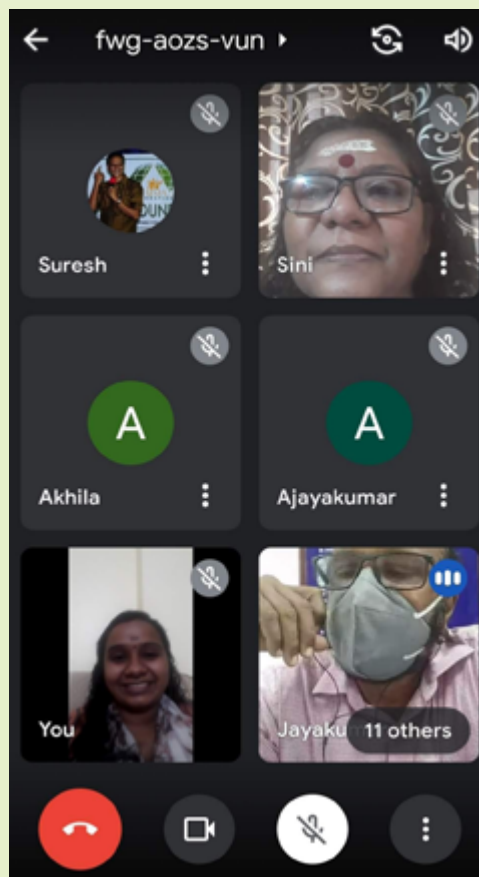 fwg-aozs-vun
Suresh
Sini
A
A
Akhila
Ajayakumar
You
Jayaku
11 others